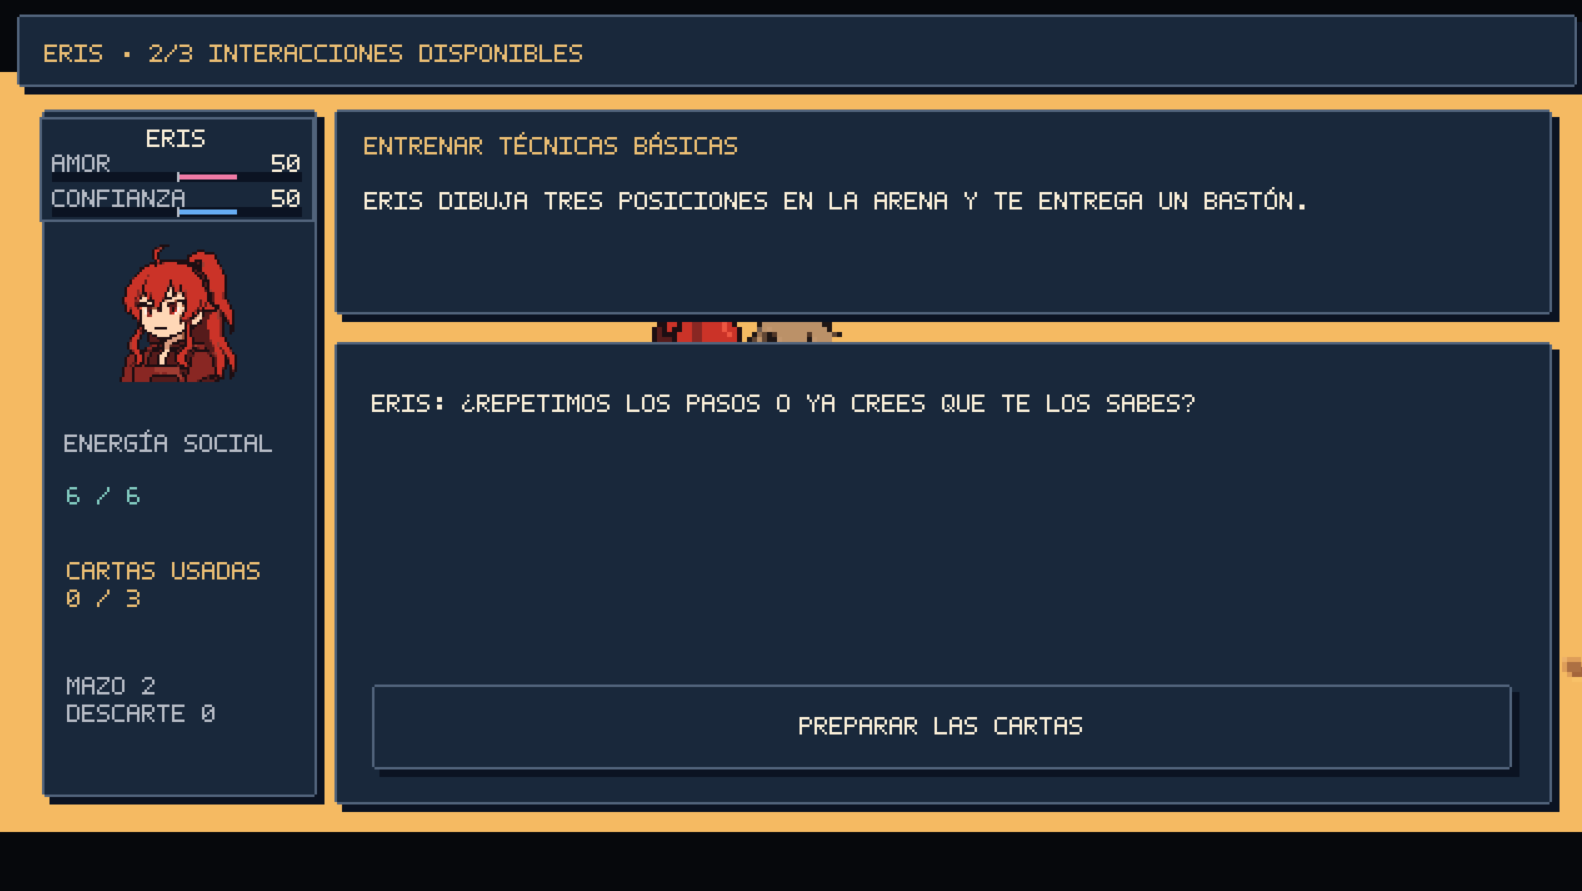 ERIS · 2/3 INTERACCIONES DISPONIBLES
ERIS
AMOR 50
CONFIANZA 50
ENERGÍA SOCIAL
6 / 6
CARTAS USADAS
0 / 3
MAZO 2
DESCARTE 0
ENTRENAR TÉCNICAS BÁSICAS
ERIS DIBUJA TRES POSICIONES EN LA ARENA Y TE ENTREGA UN BASTÓN.
ERIS: ¿REPETIMOS LOS PASOS O YA CREES QUE TE LOS SABES?
PREPARAR LAS CARTAS